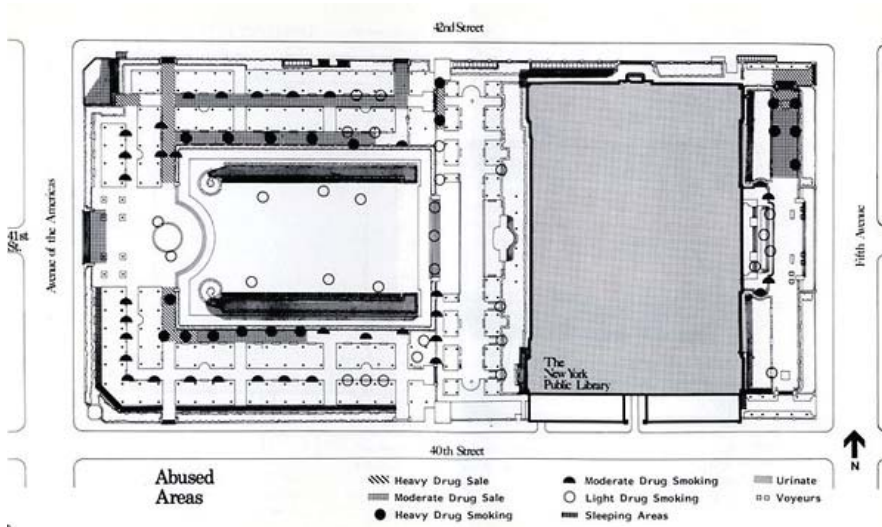 42nd Street
41st
St.
Avenue of the Americas
Fifth Avenue
The
New York
Public Library
40th Street
N
Abused
Areas
Heavy Drug Sale
Moderate Drug Sale
Heavy Drug Smoking
Moderate Drug Smoking
Light Drug Smoking
Sleeping Areas
Urinate
Voyeurs